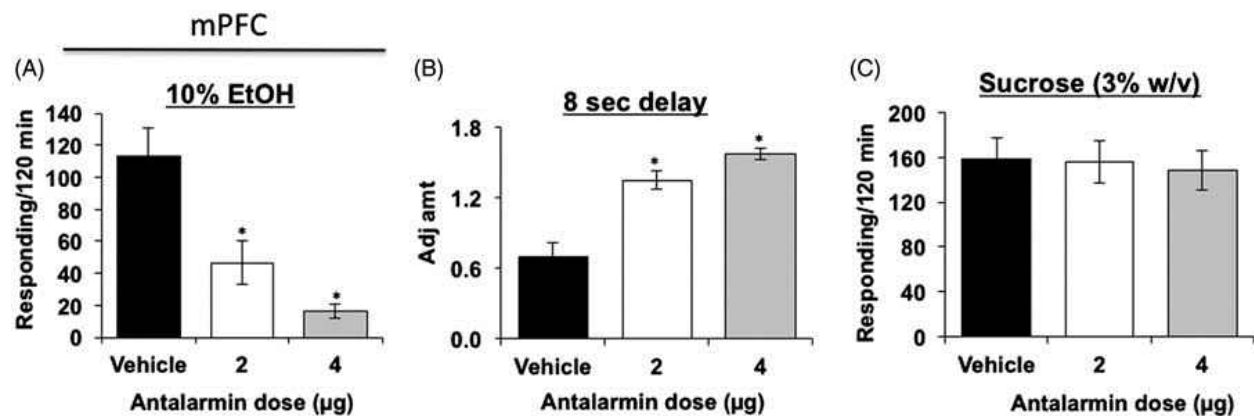 mPFC
(A)
10% EtOH
140
120
100
80
60
40
20
0
Responding/120 min
*
*
Vehicle 2 4
Antalarmin dose (µg)
(B)
8 sec delay
1.8
1.2
0.6
0.0
Adj amt
*
*
Vehicle 2 4
Antalarmin dose (µg)
(C)
Sucrose (3% w/v)
200
160
120
80
40
0
Responding/120 min
Vehicle 2 4
Antalarmin dose (µg)